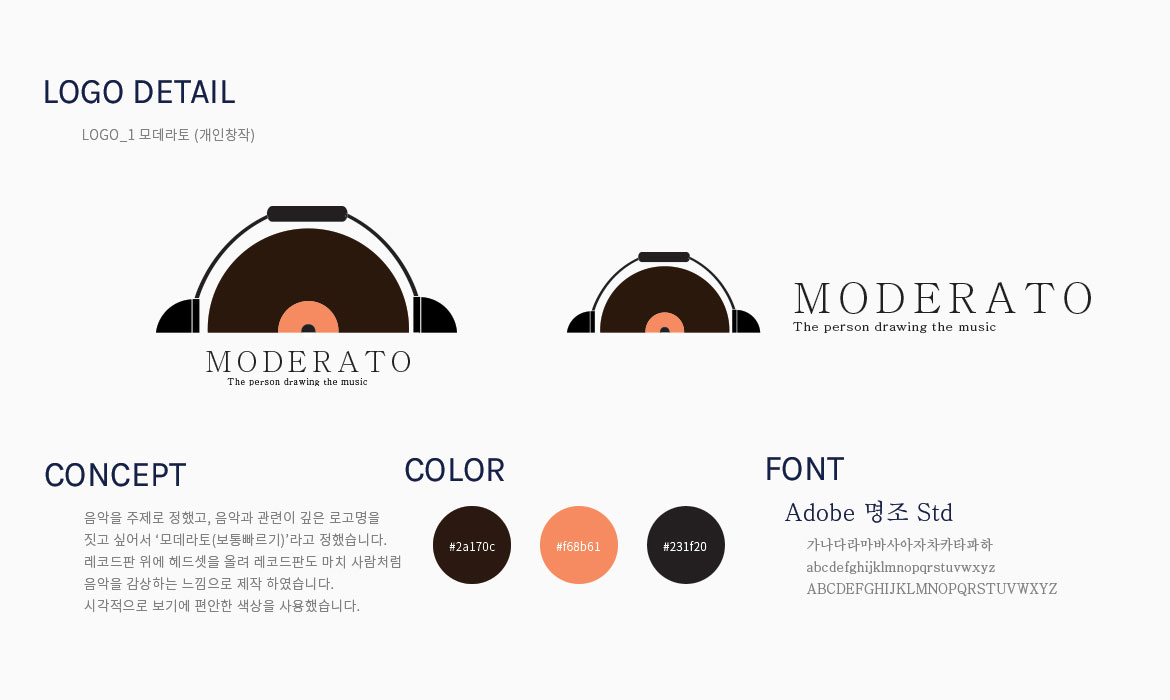 LOGO DETAIL
LOGO_1 모데라토 (개인창작)
MODERATO
The person drawing the music
MODERATO
The person drawing the music
CONCEPT
음악을 주제로 정했고, 음악과 관련이 깊은 로고명을
짓고 싶어서 ‘모데라토(보통빠르기)’라고 정했습니다.
레코드판 위에 헤드셋을 올려 레코드판도 마치 사람처럼
음악을 감상하는 느낌으로 제작 하였습니다.
시각적으로 보기에 편안한 색상을 사용했습니다.
COLOR
#2a170c
#f68b61
#231f20
FONT
Adobe 명조 Std
가나다라마바사아자차카타파하
abcdefghijklmnopqrstuvwxyz
ABCDEFGHIJKLMNOPQRSTUVWXYZ